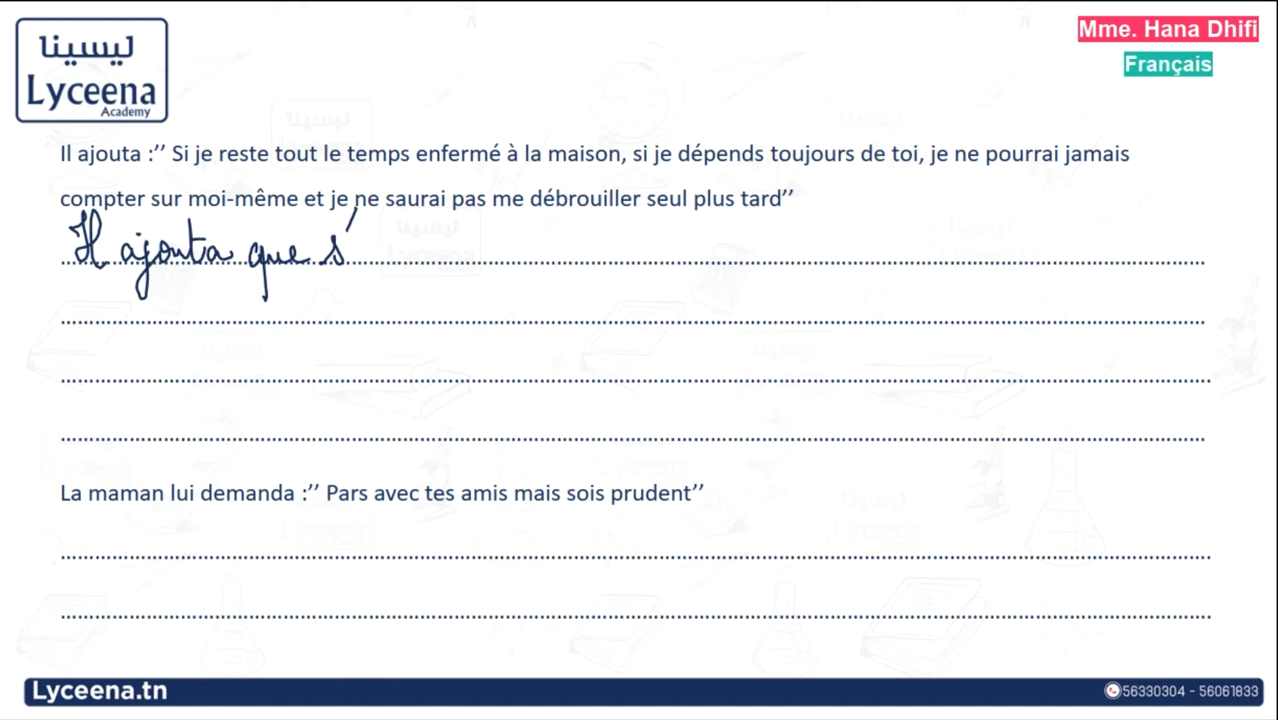 ليسينا
Lyceena
Academy
Mme. Hana Dhifi
Français
Il ajouta :’’ Si je reste tout le temps enfermé à la maison, si je dépends toujours de toi, je ne pourrai jamais
compter sur moi-même et je ne saurai pas me débrouiller seul plus tard’’
Il ajouta que s'
La maman lui demanda :’’ Pars avec tes amis mais sois prudent’’
Lyceena.tn
56330304 - 56061833